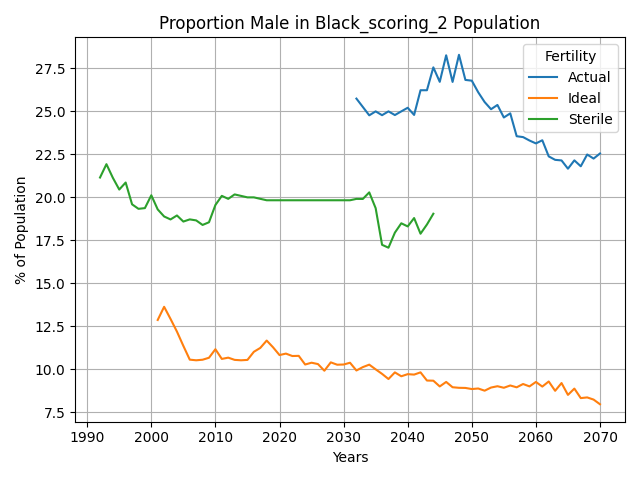 Proportion Male in Black_scoring_2 Population
Fertility
Actual
Ideal
Sterile
% of Population
27.5
25.0
22.5
20.0
17.5
15.0
12.5
10.0
7.5
1990 2000 2010 2020 2030 2040 2050 2060 2070
Years